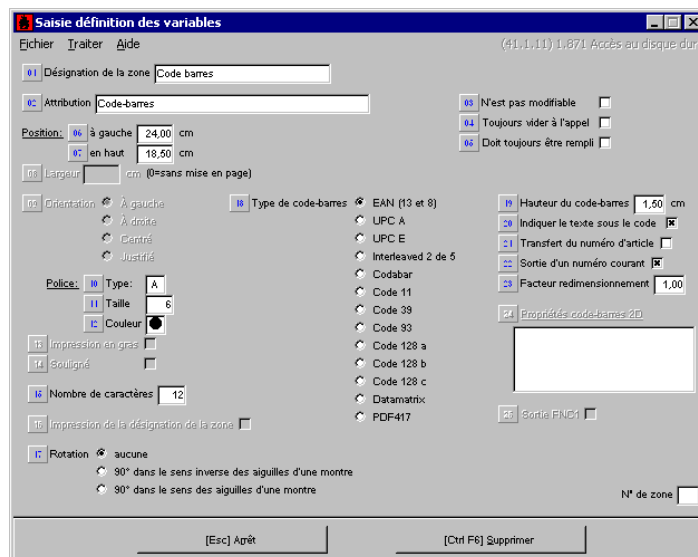 Saisie définition des variables
Fichier Traiter Aide
(41.1.11) 1.871 Accès au disque dur
01 Désignation de la zone Code barres
02 Attribution Code-barres
03 N'est pas modifiable
04 Toujours vider à l'appel
05 Doit toujours être rempli
Position: 06 à gauche 24,00 cm
07 en haut 18,50 cm
08 Largeur cm (0=sans mise en page)
09 Orientation À gauche
À droite
Centré
Justifié
Police: 10 Type: A
11 Taille 6
12 Couleur
13 Impression en gras
14 Souligné
15 Nombre de caractères 12
16 Impression de la désignation de la zone
17 Rotation aucune
90° dans le sens inverse des aiguilles d'une montre
90° dans le sens des aiguilles d'une montre
18 Type de code-barres EAN (13 et 8)
UPC A
UPC E
Interleaved 2 de 5
Codabar
Code 11
Code 39
Code 93
Code 128 a
Code 128 b
Code 128 c
Datamatrix
PDF417
19 Hauteur du code-barres 1,50 cm
20 Indiquer le texte sous le code
21 Transfert du numéro d'article
22 Sortie d'un numéro courant
23 Facteur redimensionnement 1,00
24 Propriétés code-barres 2D
25 Sortie FNC1
N° de zone
[Esc] Arrêt
[Ctrl F6] Supprimer